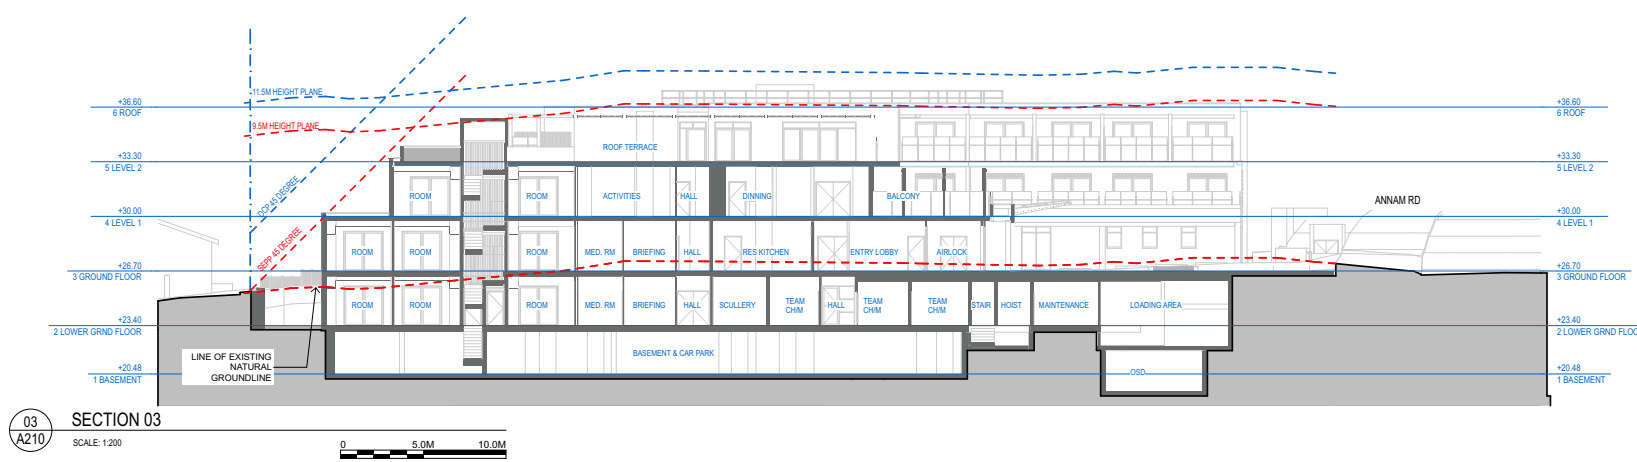 11.5M HEIGHT PLANE
+36.60
6 ROOF
+36.60
6 ROOF
9.5M HEIGHT PLANE
ROOF TERRACE
+33.30
5 LEVEL 2
+33.30
5 LEVEL 2
DCP 45 DEGREE
ROOM
ROOM
ACTIVITIES
HALL
DINNING
BALCONY
ANNAM RD
+30.00
4 LEVEL 1
+30.00
4 LEVEL 1
SEPP 45 DEGREE
ROOM
ROOM
ROOM
MED. RM
BRIEFING
HALL
RES KITCHEN
ENTRY LOBBY
AIRLOCK
+26.70
3 GROUND FLOOR
+26.70
3 GROUND FLOOR
ROOM
ROOM
ROOM
MED. RM
BRIEFING
HALL
SCULLERY
TEAM
CH/M
HALL
TEAM
CH/M
TEAM
CH/M
STAIR
HOIST
MAINTENANCE
LOADING AREA
+23.40
2 LOWER GRND FLOOR
+23.40
2 LOWER GRND FLOO
LINE OF EXISTING
NATURAL
GROUNDLINE
BASEMENT & CAR PARK
+20.48
1 BASEMENT
OSD
+20.48
1 BASEMENT
03
A210
SECTION 03
SCALE: 1:200
0 5.0M 10.0M